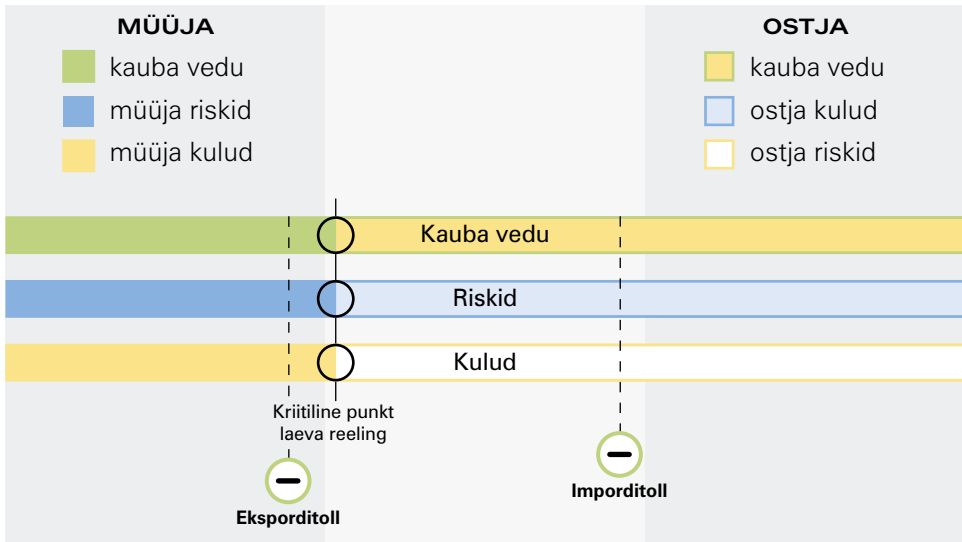 MÜÜJA
kauba vedu
müüja riskid
müüja kulud
OSTJA
kauba vedu
ostja kulud
ostja riskid
Kauba vedu
Riskid
Kulud
Kriitiline punkt
laeva reeling
Eksporditoll
Imporditoll